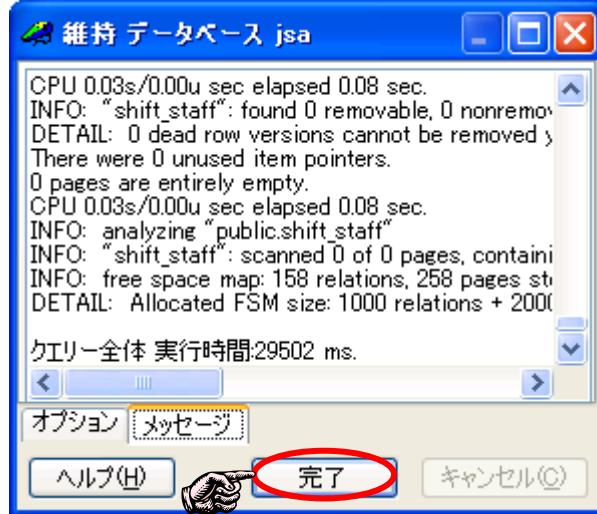 維持 データベース jsa
CPU 0.03s/0.00u sec elapsed 0.08 sec.
INFO: "shift_staff": found 0 removable, 0 nonremov
DETAIL: 0 dead row versions cannot be removed y
There were 0 unused item pointers.
0 pages are entirely empty.
CPU 0.03s/0.00u sec elapsed 0.08 sec.
INFO: analyzing "public.shift_staff"
INFO: "shift_staff": scanned 0 of 0 pages, containi
INFO: free space map: 158 relations, 258 pages sto
DETAIL: Allocated FSM size: 1000 relations + 2000
クエリー全体 実行時間:29502 ms.
オプション メッセージ
ヘルプ(H) 完了 キャンセル(C)